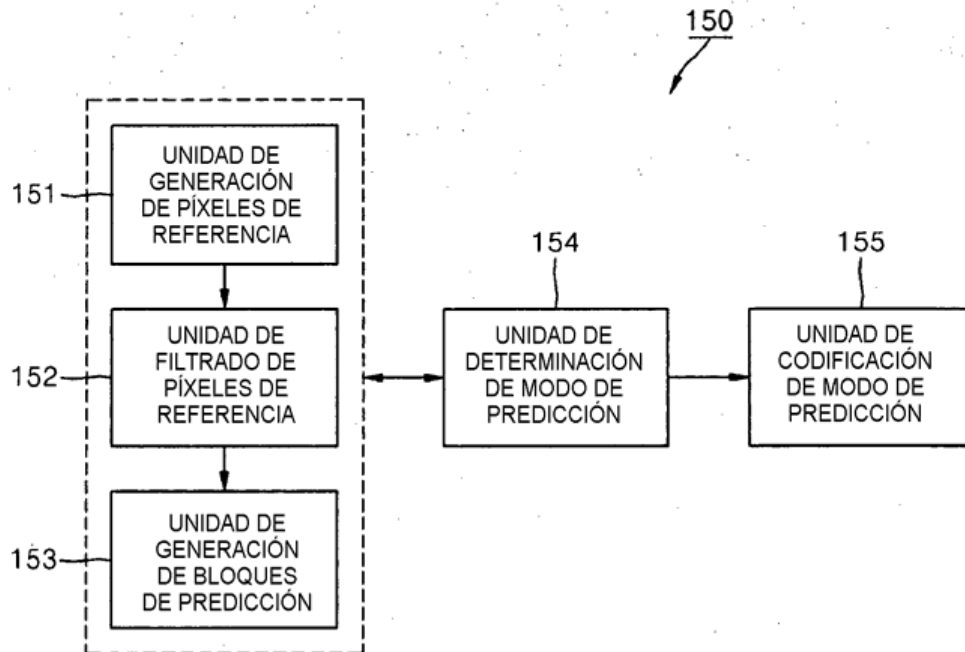 150
151
UNIDAD DE
GENERACIÓN
DE PÍXELES DE
REFERENCIA
152
UNIDAD DE
FILTRADO DE
PÍXELES DE
REFERENCIA
153
UNIDAD DE
GENERACIÓN
DE BLOQUES
DE PREDICCIÓN
154
UNIDAD DE
DETERMINACIÓN
DE MODO DE
PREDICCIÓN
155
UNIDAD DE
CODIFICACIÓN
DE MODO DE
PREDICCIÓN